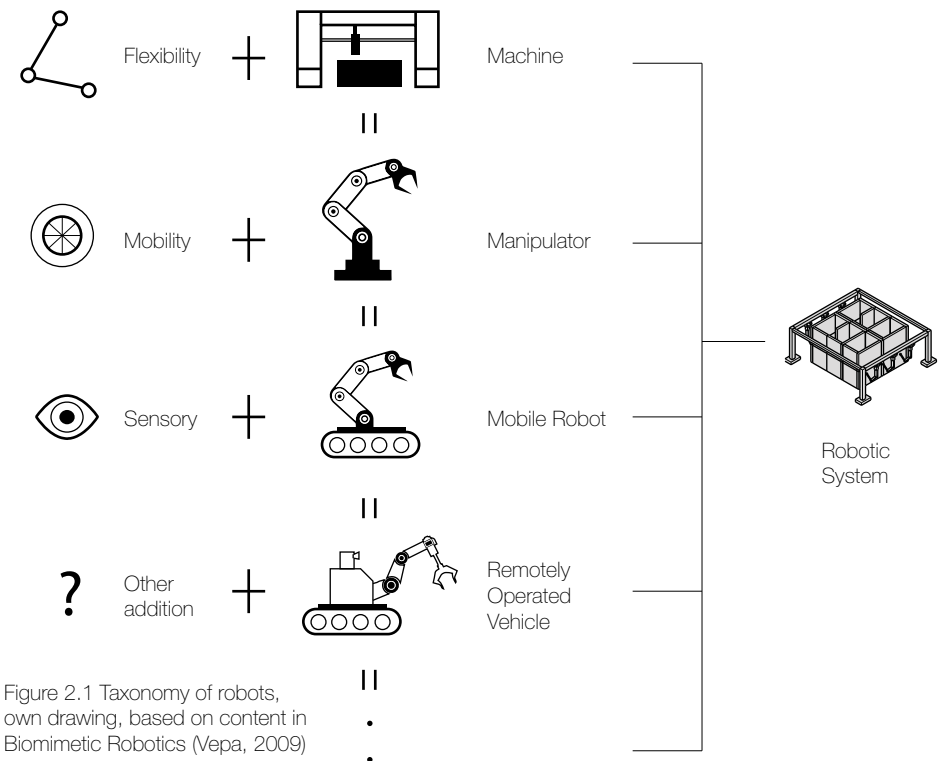 Flexibility
Machine
Mobility
Manipulator
Sensory
Mobile Robot
Robotic
System
?
Other
addition
Remotely
Operated
Vehicle
Figure 2.1 Taxonomy of robots,
own drawing, based on content in
Biomimetic Robotics (Vepa, 2009)